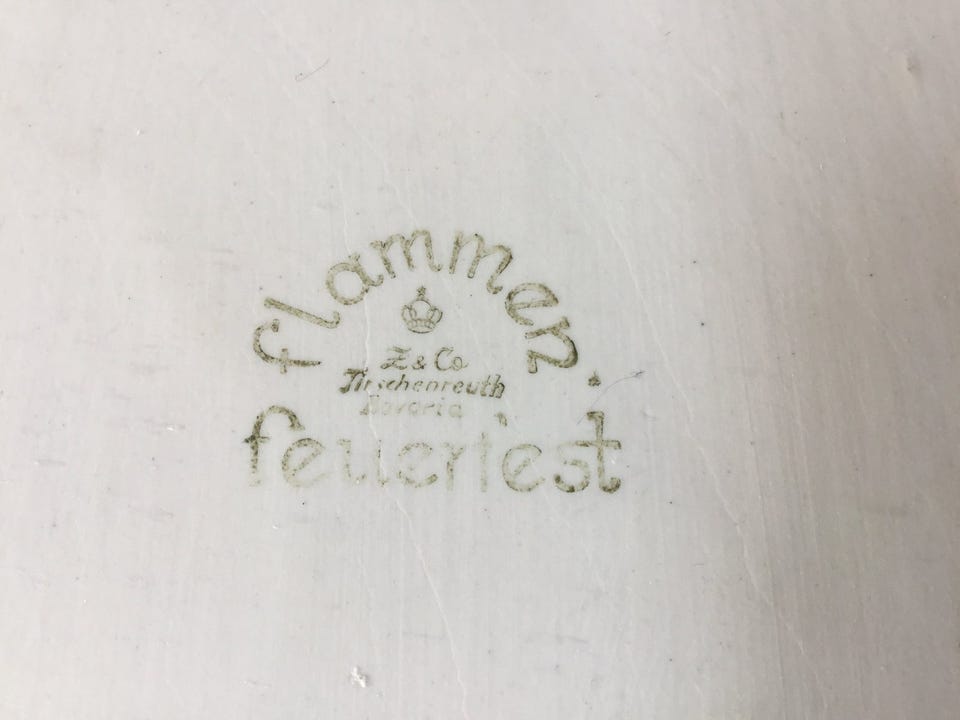 flammen
Z & Co
Tirschenreuth
Bavaria
feuerfest